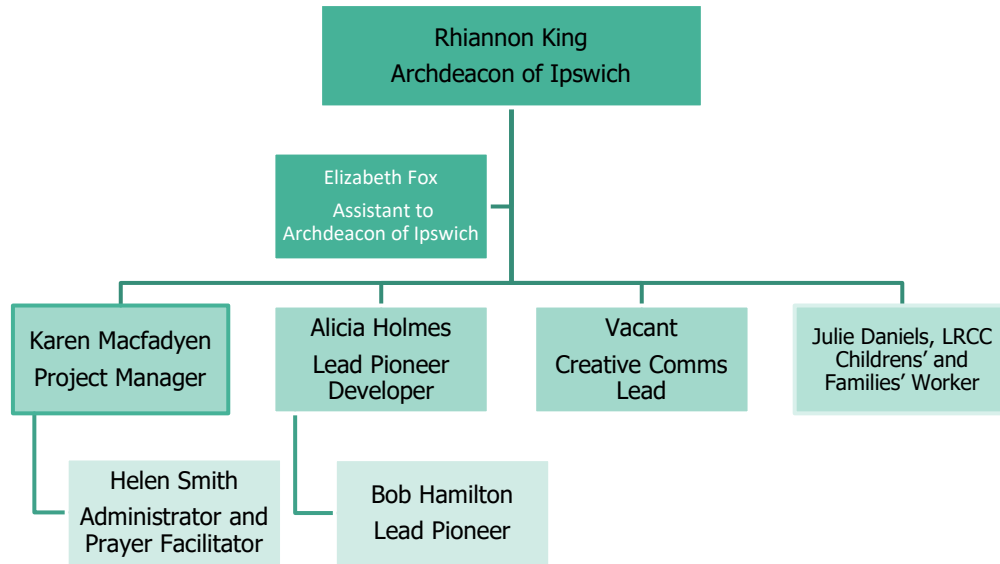 Rhiannon King
Archdeacon of Ipswich
Elizabeth Fox
Assistant to
Archdeacon of Ipswich
Karen Macfadyen
Project Manager
Alicia Holmes
Lead Pioneer
Developer
Vacant
Creative Comms
Lead
Julie Daniels, LRCC
Childrens’ and
Families’ Worker
Helen Smith
Administrator and
Prayer Facilitator
Bob Hamilton
Lead Pioneer